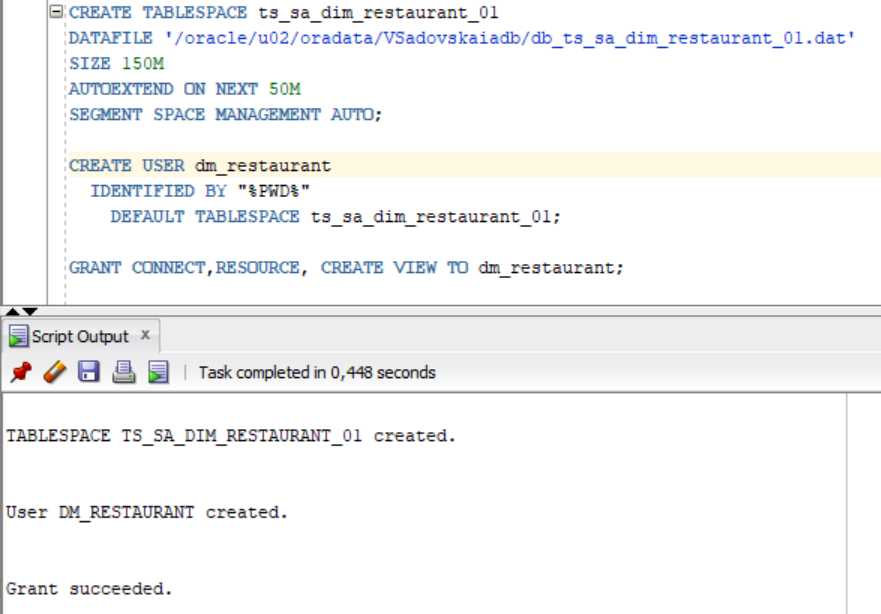 CREATE TABLESPACE ts_sa_dim_restaurant_01
DATAFILE '/oracle/u02/oradata/VSadovskaiadb/db_ts_sa_dim_restaurant_01.dat'
SIZE 150M
AUTOEXTEND ON NEXT 50M
SEGMENT SPACE MANAGEMENT AUTO;
CREATE USER dm_restaurant
IDENTIFIED BY "%PWD%"
DEFAULT TABLESPACE ts_sa_dim_restaurant_01;
GRANT CONNECT,RESOURCE, CREATE VIEW TO dm_restaurant;
Script Output x
Task completed in 0,448 seconds
TABLESPACE TS_SA_DIM_RESTAURANT_01 created.
User DM_RESTAURANT created.
Grant succeeded.